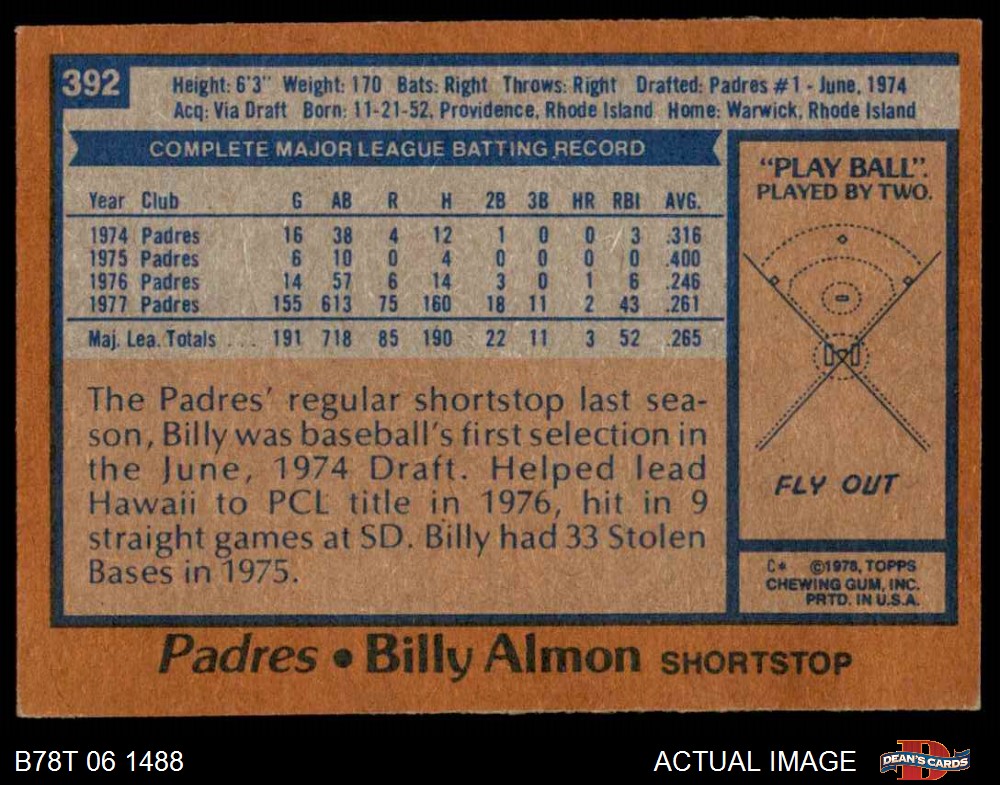 392
Height: 6'3" Weight: 170 Bats: Right Throws: Right Drafted: Padres #1 - June, 1974
Acq: Via Draft Born: 11-21-52, Providence, Rhode Island Home: Warwick, Rhode Island
COMPLETE MAJOR LEAGUE BATTING RECORD
Year Club G AB R H 2B 3B HR RBI AVG.
1974 Padres 16 38 4 12 1 0 0 3 .316
1975 Padres 6 10 0 4 0 0 0 0 .400
1976 Padres 14 57 6 14 3 0 1 6 .246
1977 Padres 155 613 75 160 18 11 2 43 .261
Maj. Lea. Totals ... 191 718 85 190 22 11 3 52 .265
The Padres' regular shortstop last sea-
son, Billy was baseball's first selection in
the June, 1974 Draft. Helped lead
Hawaii to PCL title in 1976, hit in 9
straight games at SD. Billy had 33 Stolen
Bases in 1975.
"PLAY BALL".
PLAYED BY TWO.
FLY OUT
C* ©1978, TOPPS
CHEWING GUM, INC.
PRTD. IN U.S.A.
Padres • Billy Almon SHORTSTOP
B78T 06 1488
ACTUAL IMAGE
D
DEAN'S CARDS